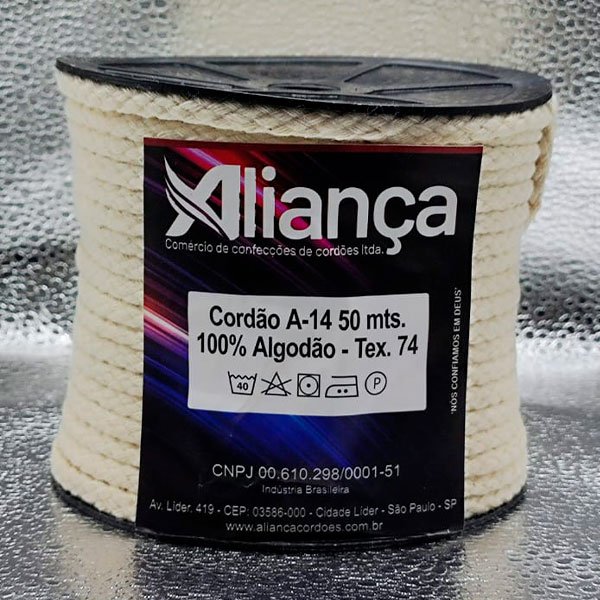 Aliança
Comércio de confecções de cordões ltda.
Cordão A-14 50 mts.
100% Algodão - Tex. 74
40
P
'NÓS CONFIAMOS EM DEUS'
CNPJ 00.610.298/0001-51
Indústria Brasileira
Av. Líder, 419 - CEP: 03586-000 - Cidade Líder - São Paulo - SP
www.aliancacordoes.com.br